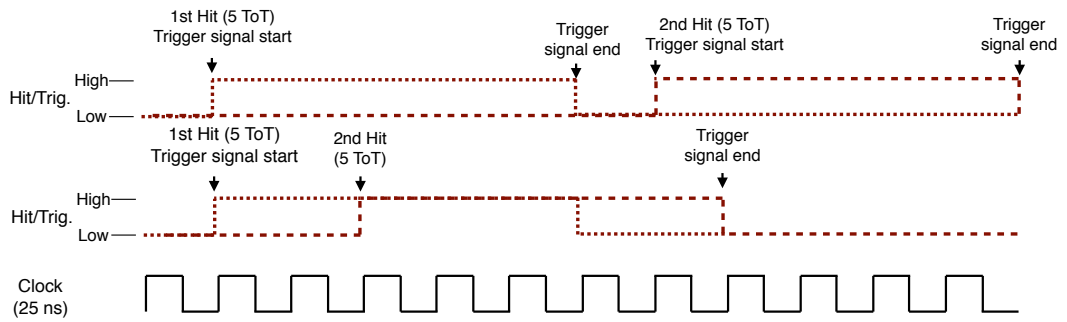 1st Hit (5 ToT)
Trigger signal start
Trigger
signal end
2nd Hit (5 ToT)
Trigger signal start
Trigger
signal end
High
Hit/Trig.
Low
1st Hit (5 ToT)
Trigger signal start
2nd Hit
(5 ToT)
Trigger
signal end
High
Hit/Trig.
Low
Clock
(25 ns)